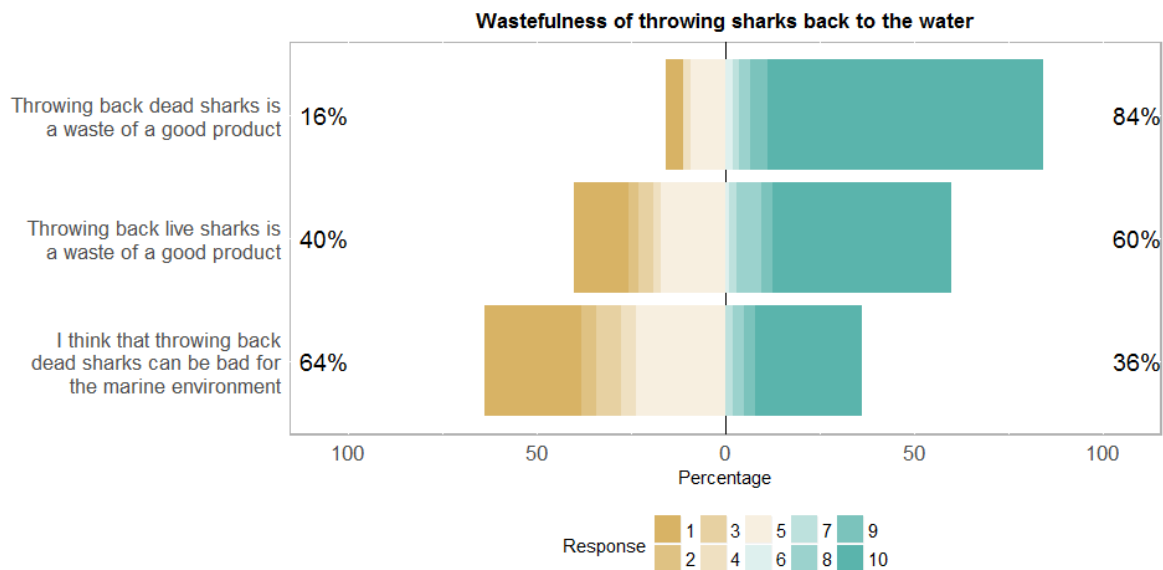 Wastefulness of throwing sharks back to the water
Throwing back dead sharks is
a waste of a good product
16%
84%
Throwing back live sharks is
a waste of a good product
40%
60%
I think that throwing back
dead sharks can be bad for
the marine environment
64%
36%
100 50 0 50 100
Percentage
Response
1 3 5 7 9
2 4 6 8 10